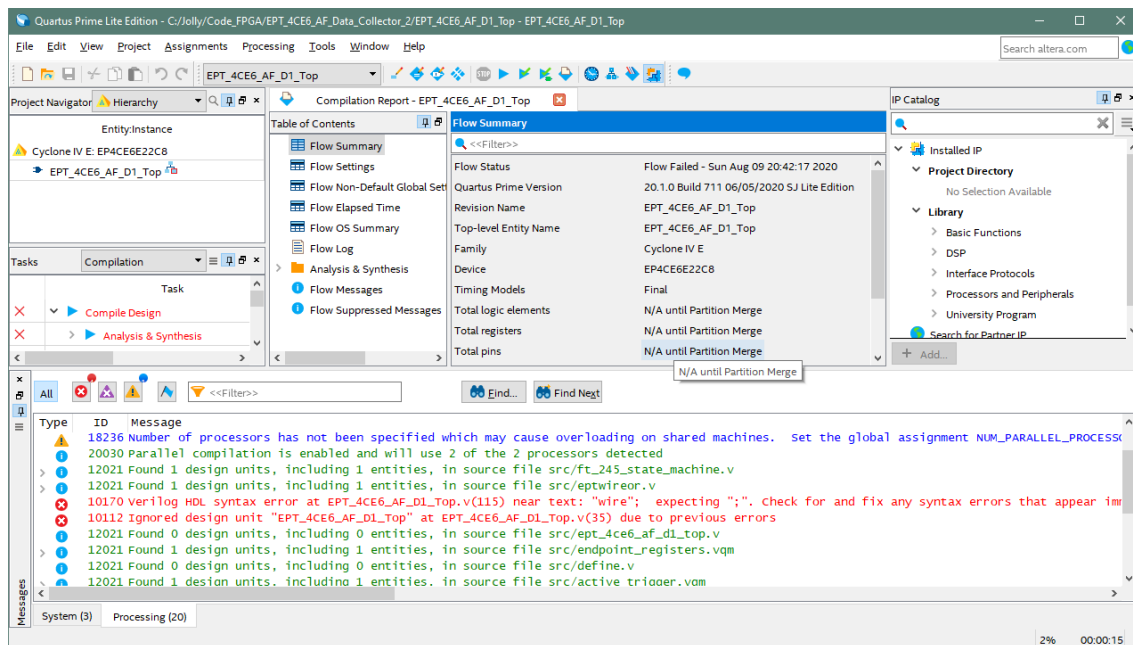 Quartus Prime Lite Edition - C:/Jolly/Code_FPGA/EPT_4CE6_AF_Data_Collector_2/EPT_4CE6_AF_D1_Top - EPT_4CE6_AF_D1_Top
File Edit View Project Assignments Processing Tools Window Help
Search altera.com
EPT_4CE6_AF_D1_Top
Project Navigator Hierarchy
Compilation Report - EPT_4CE6_AF_D1_Top
IP Catalog
Entity:Instance
Cyclone IV E: EP4CE6E22C8
EPT_4CE6_AF_D1_Top
Tasks Compilation
Task
Compile Design
Analysis & Synthesis
Table of Contents
Flow Summary
Flow Settings
Flow Non-Default Global Set
Flow Elapsed Time
Flow OS Summary
Flow Log
Analysis & Synthesis
Flow Messages
Flow Suppressed Messages
Flow Summary
<<Filter>>
Flow Status Flow Failed - Sun Aug 09 20:42:17 2020
Quartus Prime Version 20.1.0 Build 711 06/05/2020 SJ Lite Edition
Revision Name EPT_4CE6_AF_D1_Top
Top-level Entity Name EPT_4CE6_AF_D1_Top
Family Cyclone IV E
Device EP4CE6E22C8
Timing Models Final
Total logic elements N/A until Partition Merge
Total registers N/A until Partition Merge
Total pins N/A until Partition Merge
N/A until Partition Merge
Installed IP
Project Directory
No Selection Available
Library
Basic Functions
DSP
Interface Protocols
Processors and Peripherals
University Program
Search for Partner IP
+ Add...
All <<Filter>> Find... Find Next
Type ID Message
18236 Number of processors has not been specified which may cause overloading on shared machines. Set the global assignment NUM_PARALLEL_PROCESSO
20030 Parallel compilation is enabled and will use 2 of the 2 processors detected
12021 Found 1 design units, including 1 entities, in source file src/ft_245_state_machine.v
12021 Found 1 design units, including 1 entities, in source file src/eptwireor.v
10170 Verilog HDL syntax error at EPT_4CE6_AF_D1_Top.v(115) near text: "wire"; expecting ";". Check for and fix any syntax errors that appear imm
10112 Ignored design unit "EPT_4CE6_AF_D1_Top" at EPT_4CE6_AF_D1_Top.v(35) due to previous errors
12021 Found 0 design units, including 0 entities, in source file src/ept_4ce6_af_d1_top.v
12021 Found 1 design units, including 1 entities, in source file src/endpoint_registers.vqm
12021 Found 0 design units, including 0 entities, in source file src/define.v
12021 Found 1 design units, including 1 entities, in source file src/active_trigger.vqm
Messages
System (3) Processing (20)
2% 00:00:15